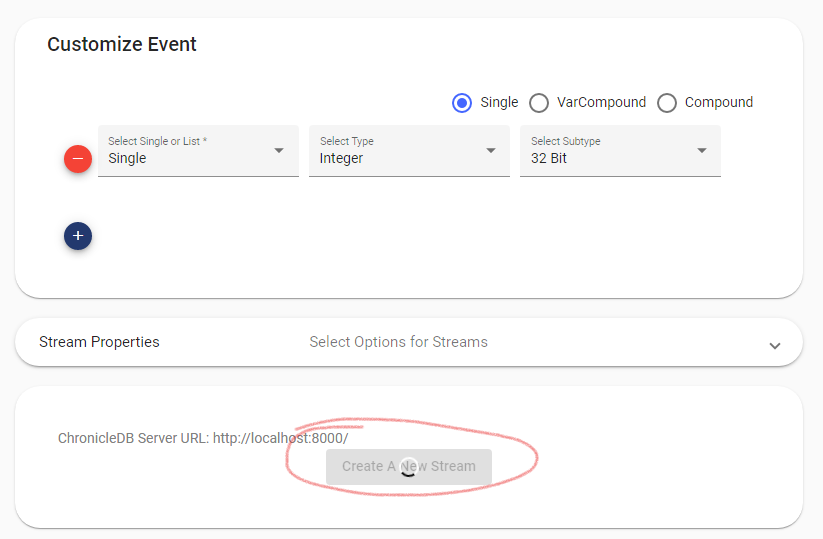 Customize Event
Single VarCompound Compound
Select Single or List * Select Type Select Subtype
Single Integer 32 Bit
Stream Properties Select Options for Streams
ChronicleDB Server URL: http://localhost:8000/
Create A New Stream